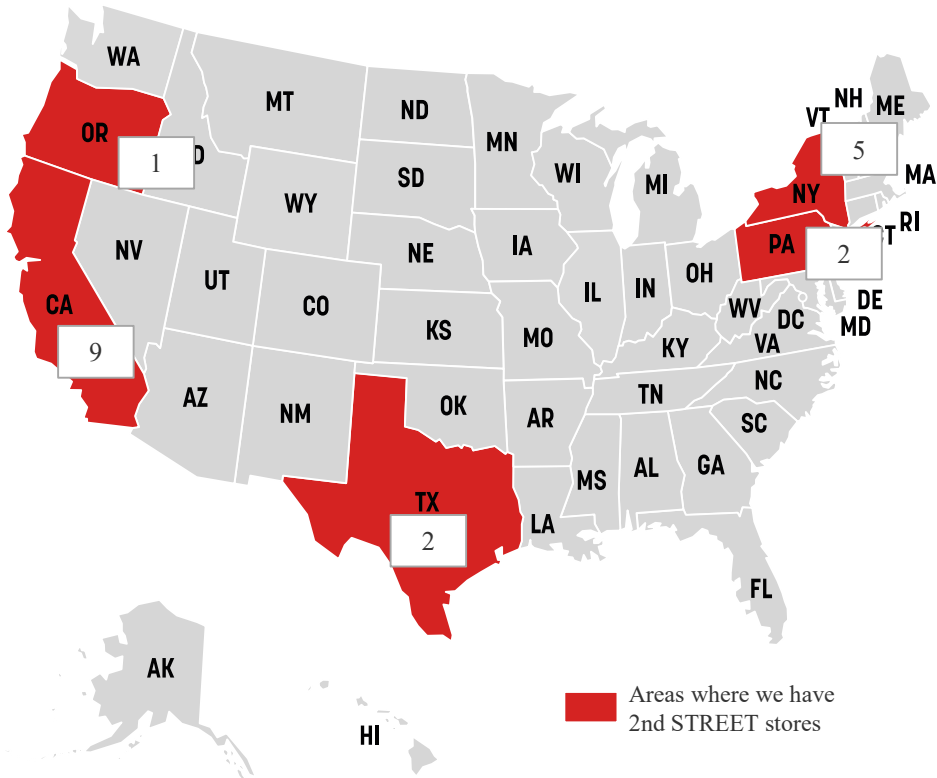 WA
MT
ND
MN
VT
NH
ME
OR
1
D
SD
WI
MI
5
MA
WY
NY
NV
NE
IA
PA
2
CT
RI
CA
UT
CO
IL
IN
OH
WV
DE
DC
MD
KS
MO
KY
VA
9
AZ
NM
OK
AR
TN
NC
SC
TX
2
MS
AL
GA
LA
FL
AK
HI
Areas where we have
2nd STREET stores